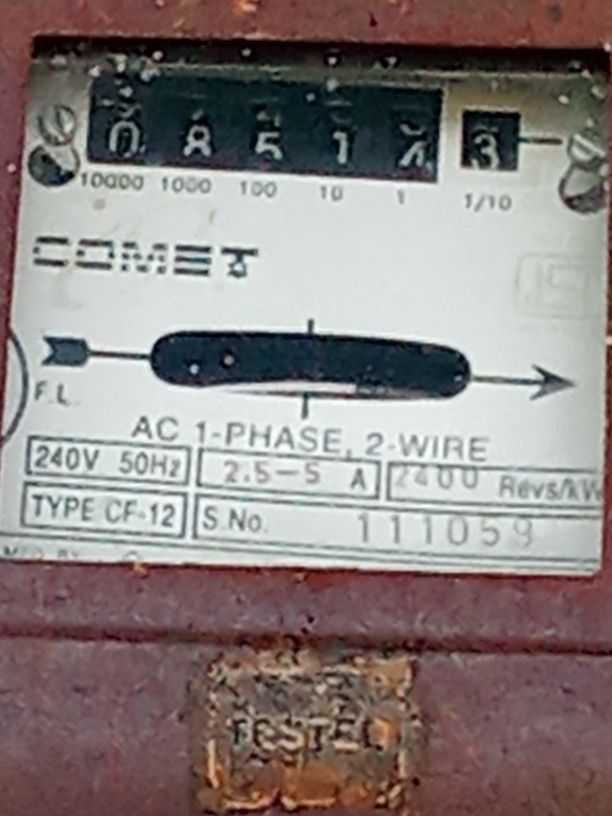 0 8 5 1 4 3
10000 1000 100 10 1 1/10
COMET
F.L.
AC 1-PHASE, 2-WIRE
240V 50Hz 2.5-5 A 2400 Revs/kW
TYPE CF-12 S.No. 111059
TESTED